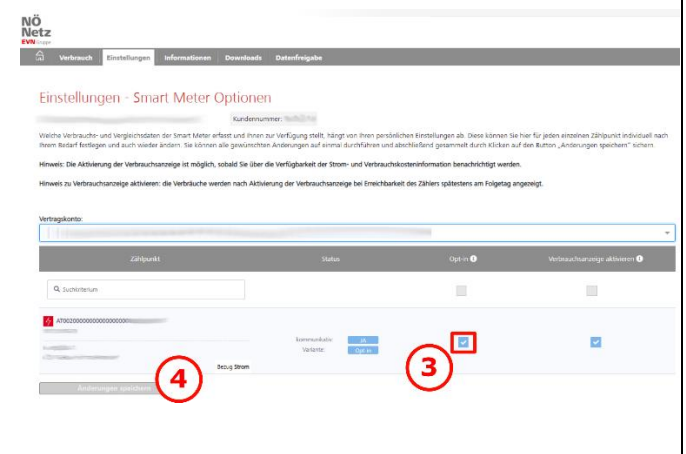 NÖ
Netz
EVN Gruppe
Verbrauch Einstellungen Informationen Downloads Datenfreigabe
Einstellungen - Smart Meter Optionen
Kundennummer:
Welche Verbrauchs- und Vergleichsdaten der Smart Meter erfasst und Ihnen zur Verfügung stellt, hängt von Ihren persönlichen Einstellungen ab. Diese können Sie hier für jeden einzelnen Zählpunkt individuell nach
Ihrem Bedarf festlegen und auch wieder ändern. Sie können alle gewünschten Änderungen auf einmal durchführen und abschließend gesammelt durch Klicken auf den Button „Änderungen speichern" sichern.
Hinweis: Die Aktivierung der Verbrauchsanzeige ist möglich, sobald Sie über die Verfügbarkeit der Strom- und Verbrauchskosteninformation benachrichtigt werden.
Hinweis zu Verbrauchsanzeige aktivieren: die Verbräuche werden nach Aktivierung der Verbrauchsanzeige bei Erreichbarkeit des Zählers spätestens am Folgetag angezeigt.
Vertragskonto:
Zählpunkt Status Opt-in Verbrauchsanzeige aktivieren
Suchkriterium
kommunikativ: JA
Variante: Opt-in
3
Bezug Strom
Änderungen speichern
4